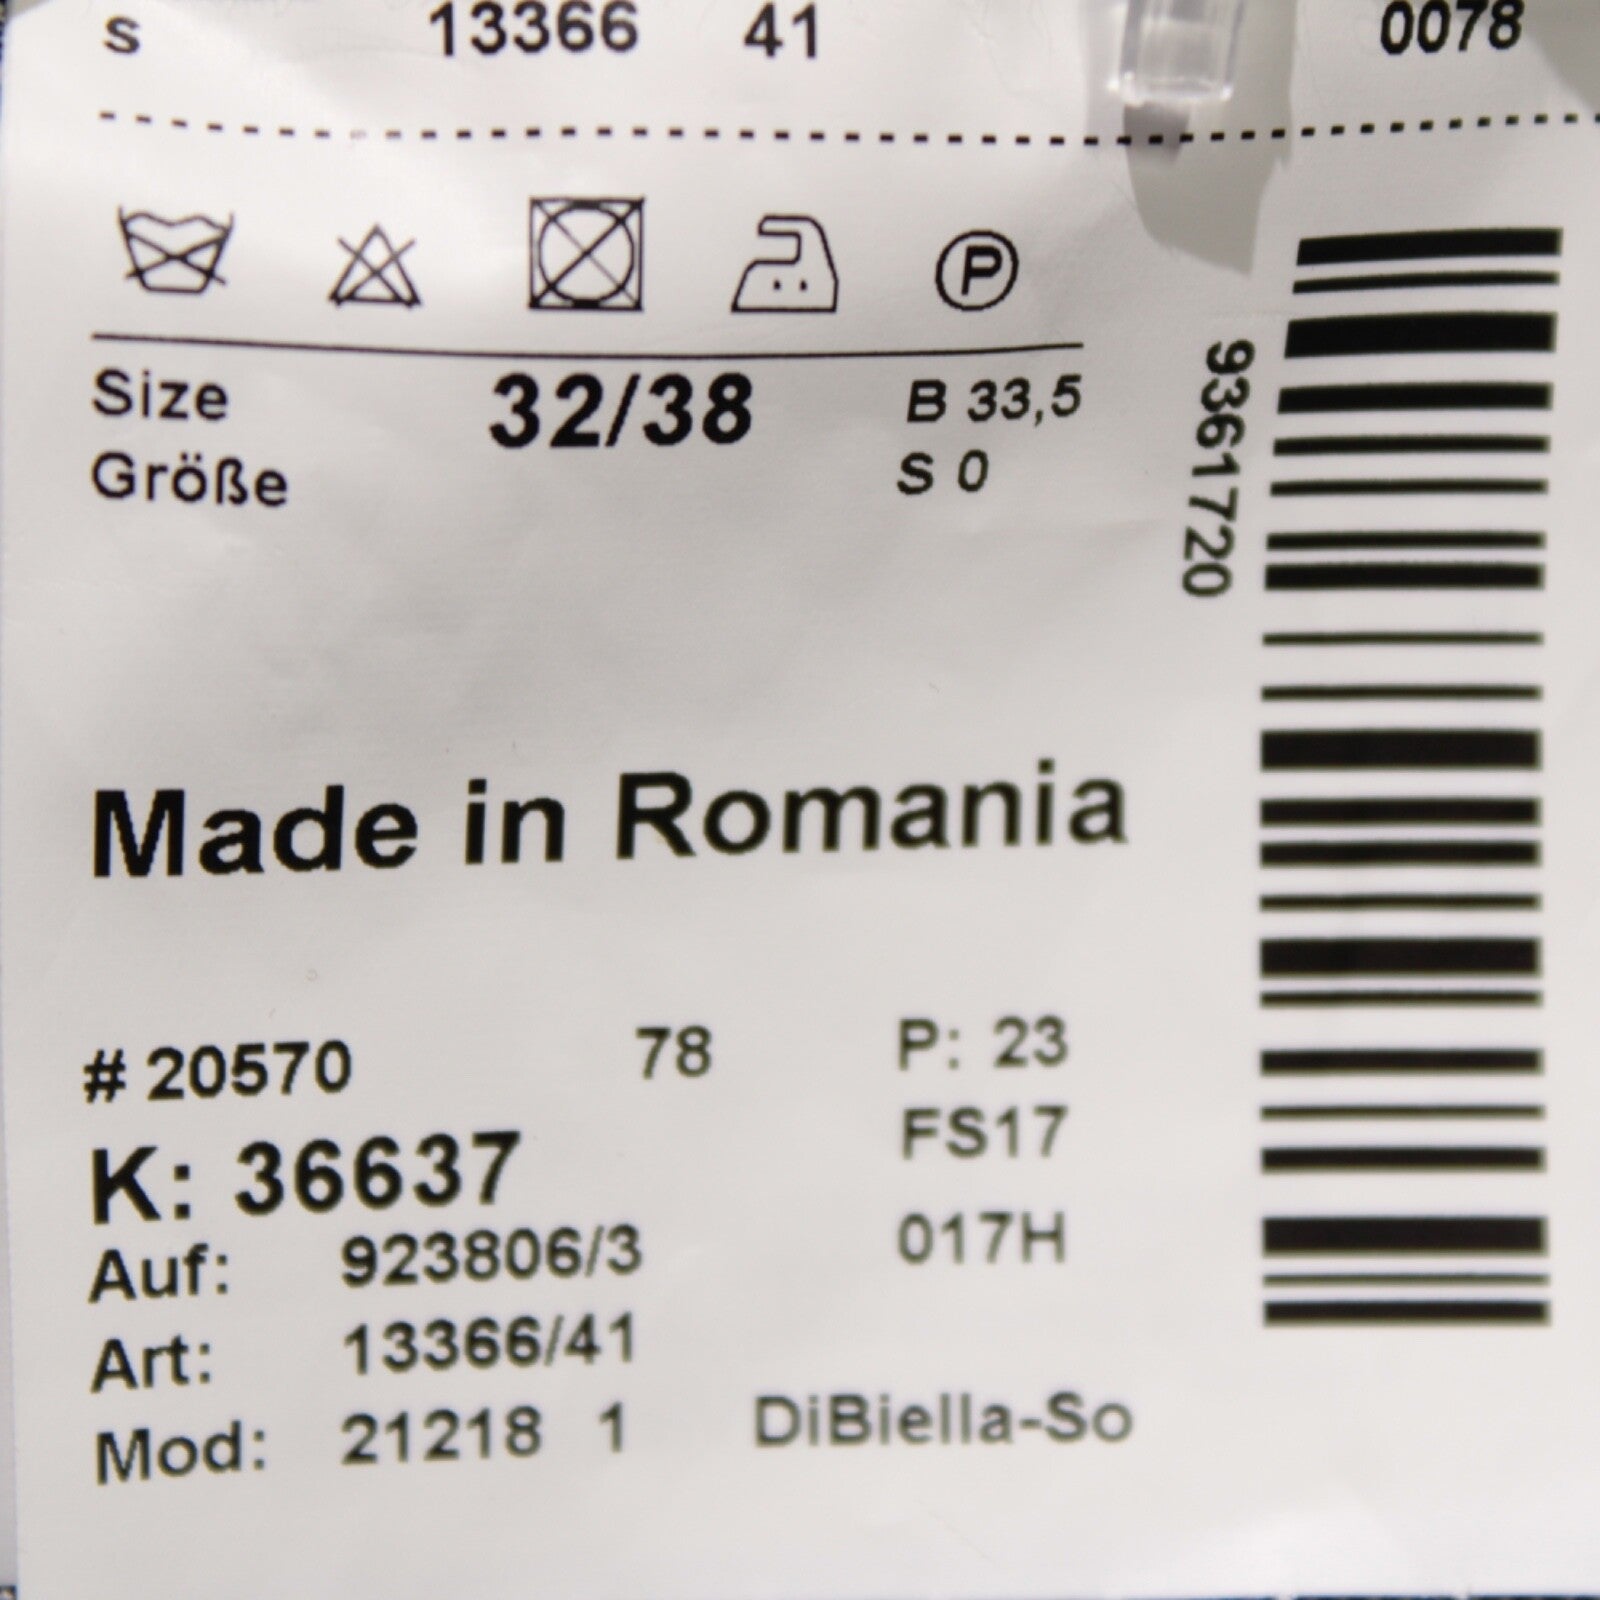 s 13366 41 0078
P
Size 32/38 B 33,5
Größe S 0
9361720
Made in Romania
# 20570 78 P: 23
K: 36637 FS17
Auf: 923806/3 017H
Art: 13366/41
Mod: 21218 1 DiBiella-So